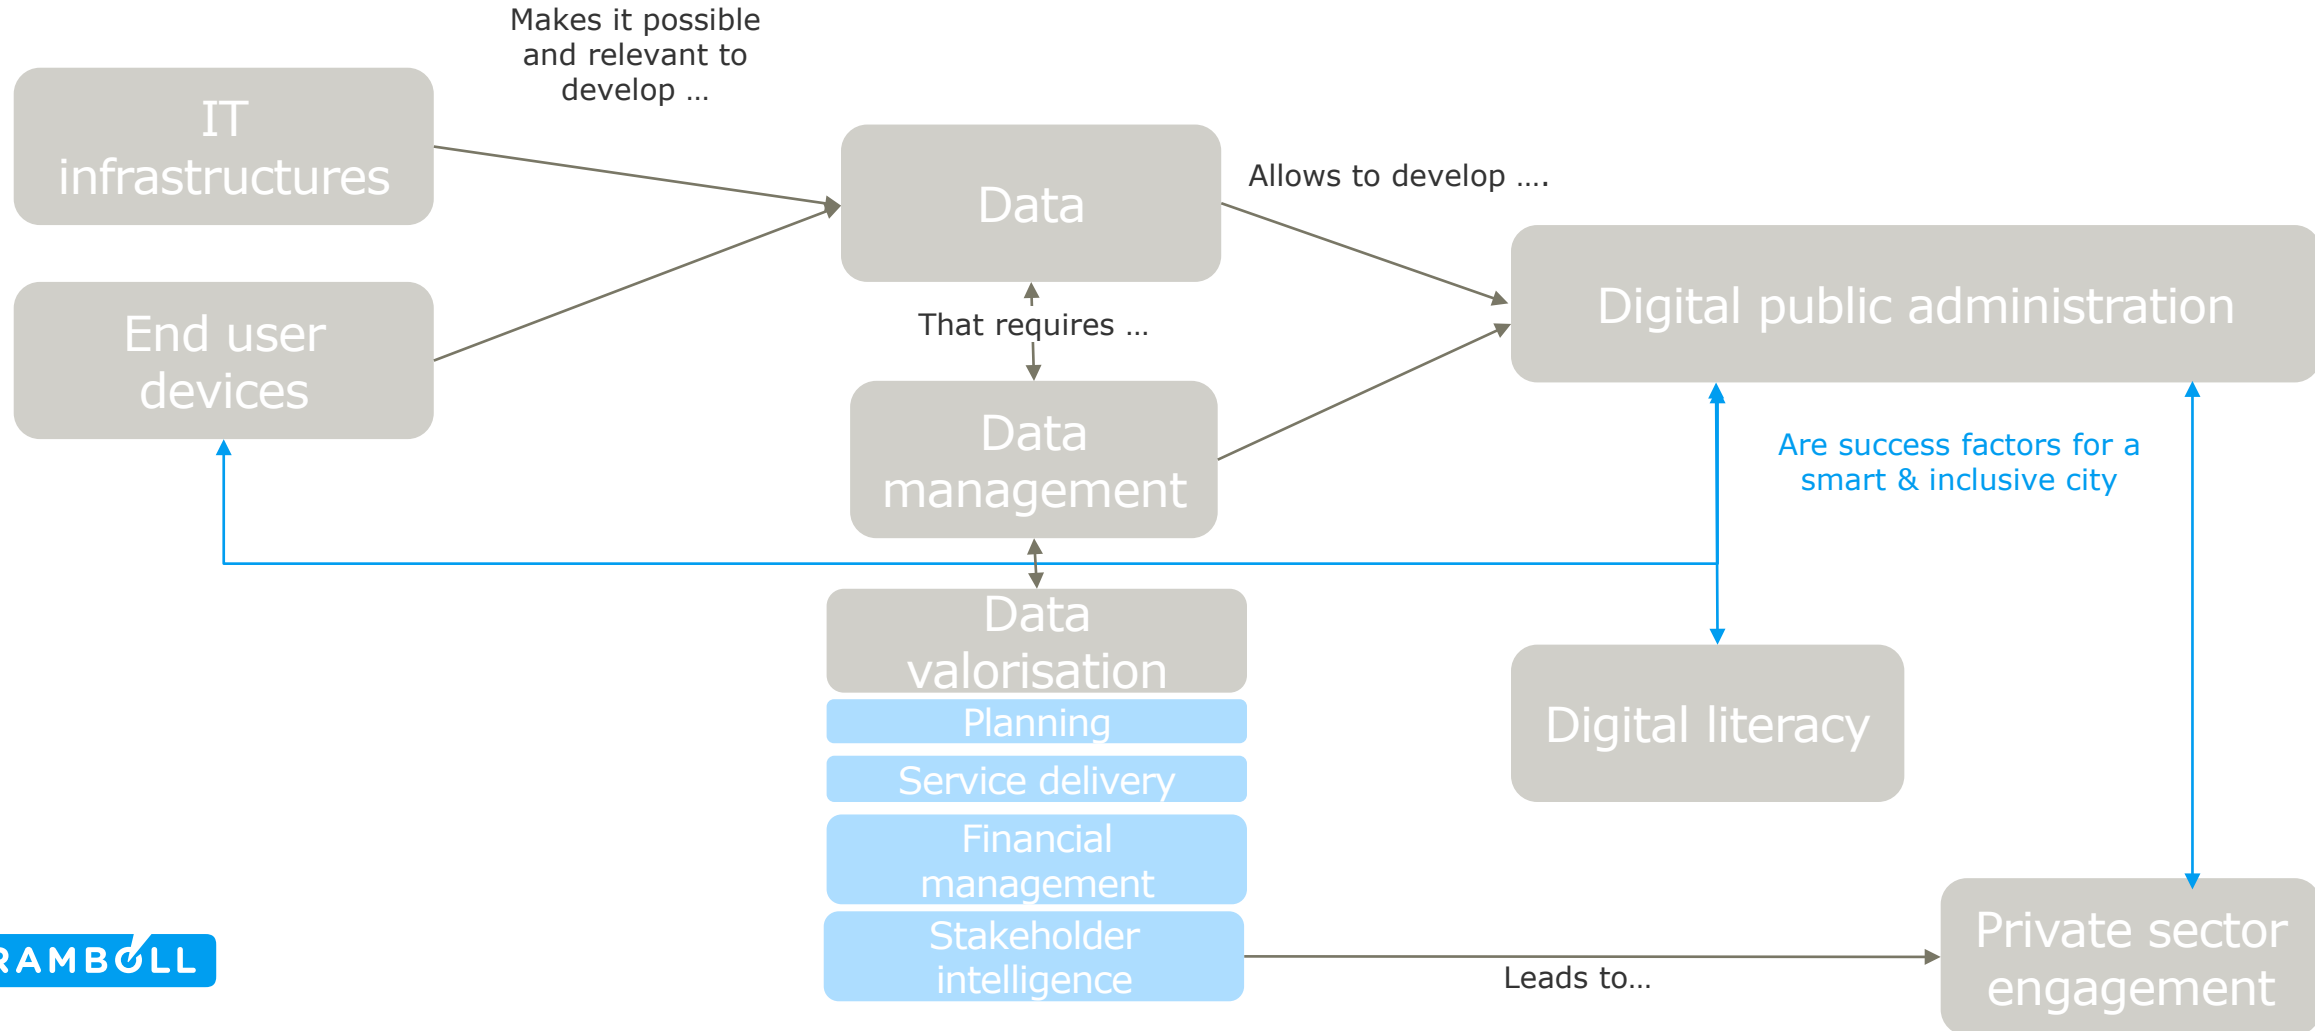 Makes it possible
and relevant to
develop …
IT
infrastructures
Data
Allows to develop ….
Digital public administration
End user
devices
That requires …
Data
management
Are success factors for a
smart & inclusive city
Data
valorisation
Planning
Service delivery
Financial
management
Stakeholder
intelligence
Digital literacy
Private sector
engagement
Leads to…
RAMBOLL